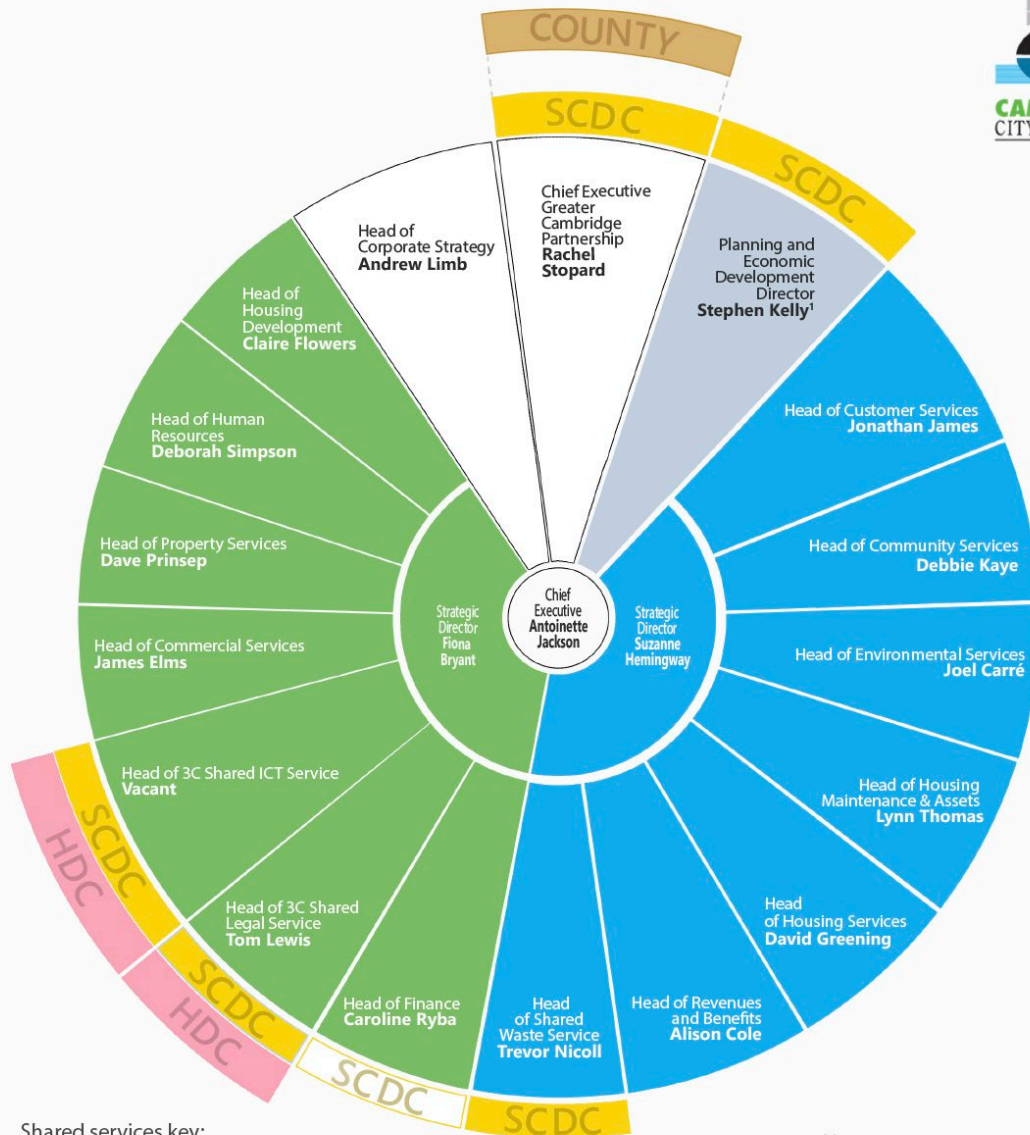 COUNTY
SCDC
SCDC
Chief Executive
Greater
Cambridge
Partnership
Rachel
Stopard
Head of
Corporate Strategy
Andrew Limb
Planning and
Economic
Development
Director
Stephen Kelly¹
Head of
Housing
Development
Claire Flowers
Head of Human
Resources
Deborah Simpson
Head of Property Services
Dave Prinsep
Head of Commercial Services
James Elms
Head of 3C Shared ICT Service
Vacant
Head of 3C Shared
Legal Service
Tom Lewis
Head of Finance
Caroline Ryba
Strategic
Director
Fiona
Bryant
Chief
Executive
Antoinette
Jackson
Strategic
Director
Suzanne
Hemingway
Head of Customer Services
Jonathan James
Head of Community Services
Debbie Kaye
Head of Environmental Services
Joel Carré
Head of Housing
Maintenance & Assets
Lynn Thomas
Head
of Housing Services
David Greening
Head of Revenues
and Benefits
Alison Cole
Head
of Shared
Waste Service
Trevor Nicoll
SCDC
HDC
SCDC
HDC
SCDC
SCDC
CITY
Shared services key: